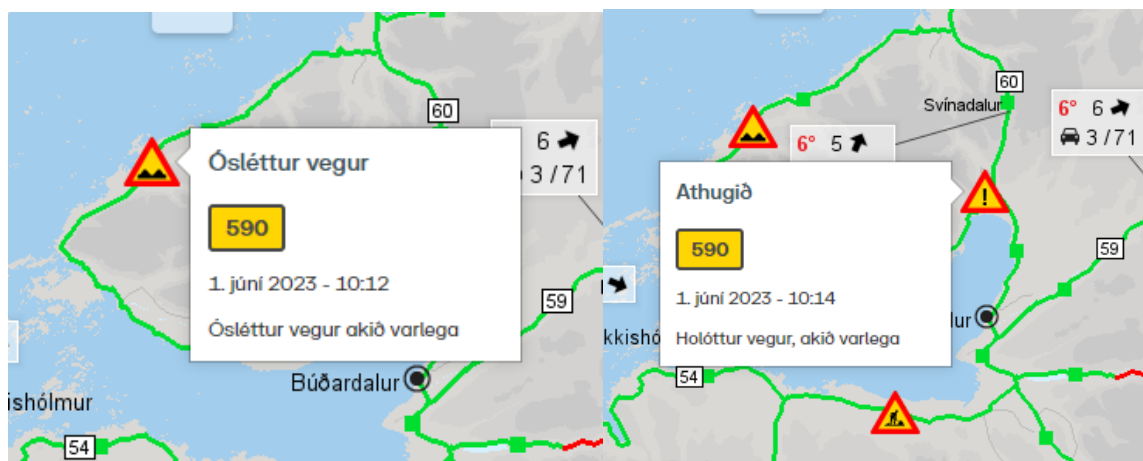 60
6
3 / 71
Ósléttur vegur
590
1. júní 2023 - 10:12
Ósléttur vegur akið varlega
59
Búðardalur
ishólmur
54
60
Svínadalur
6° 6
3 / 71
6° 5
Athugið
590
1. júní 2023 - 10:14
Holóttur vegur, akið varlega
59
lur
kkishó
54